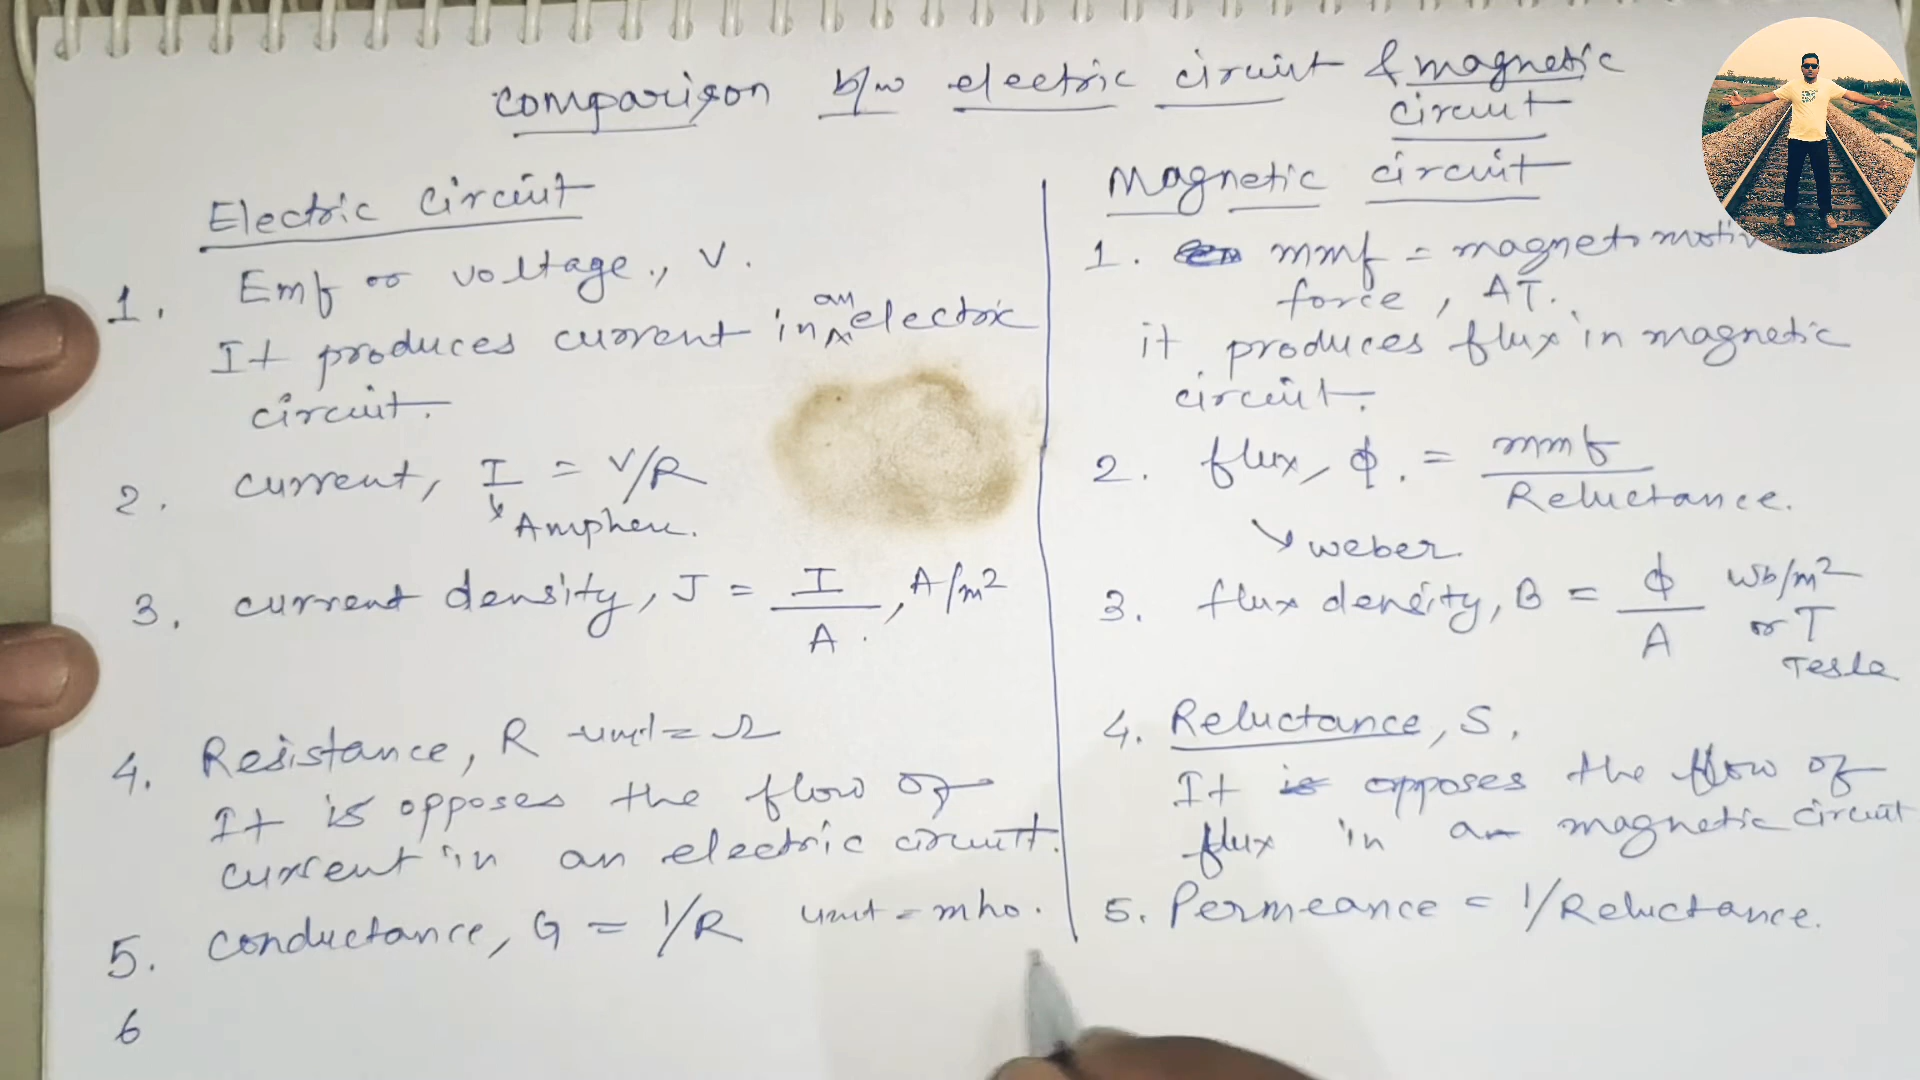 comparison b/w electric circuit & magnetic
circuit
Electric circuit
1. Emf or voltage, V.
It produces current in an electric
circuit.
2. current, I = V/R
Amphere.
3. current density, J = I/A, A/m²
4. Resistance, R unit = Ω
It is opposes the flow of
current in an electric circuit.
5. conductance, G = 1/R unit = mho.
6
Magnetic circuit
1. mmf = magneto motiv
force, AT.
it produces flux in magnetic
circuit.
2. flux, ϕ. = mmf/Reluctance.
weber.
3. flux density, B = ϕ/A wb/m²
or T
Tesla
4. Reluctance, S.
It is opposes the flow of
flux in a magnetic circuit
5. Permeance = 1/Reluctance.